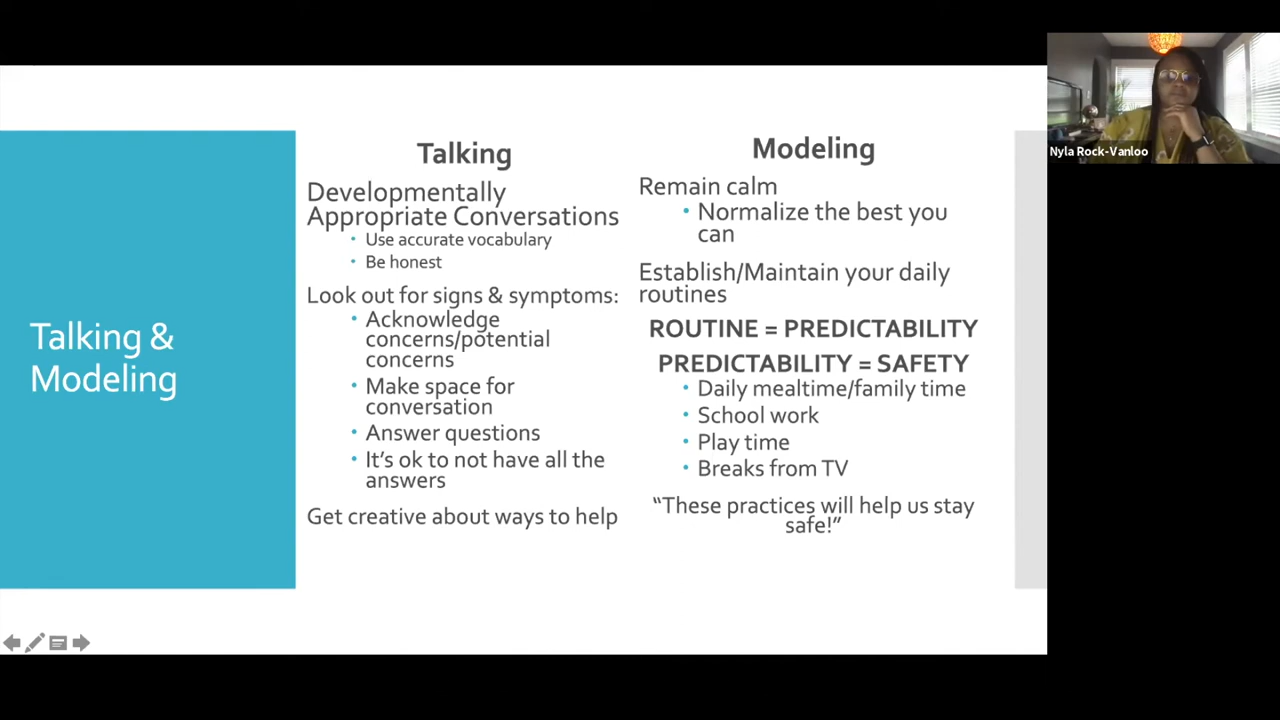 Talking &
Modeling
Talking
Developmentally
Appropriate Conversations
• Use accurate vocabulary
• Be honest
Look out for signs & symptoms:
• Acknowledge
concerns/potential
concerns
• Make space for
conversation
• Answer questions
• It's ok to not have all the
answers
Get creative about ways to help
Modeling
Remain calm
• Normalize the best you
can
Establish/Maintain your daily
routines
ROUTINE = PREDICTABILITY
PREDICTABILITY = SAFETY
• Daily mealtime/family time
• School work
• Play time
• Breaks from TV
“These practices will help us stay
safe!”
Nyla Rock-Vanloo